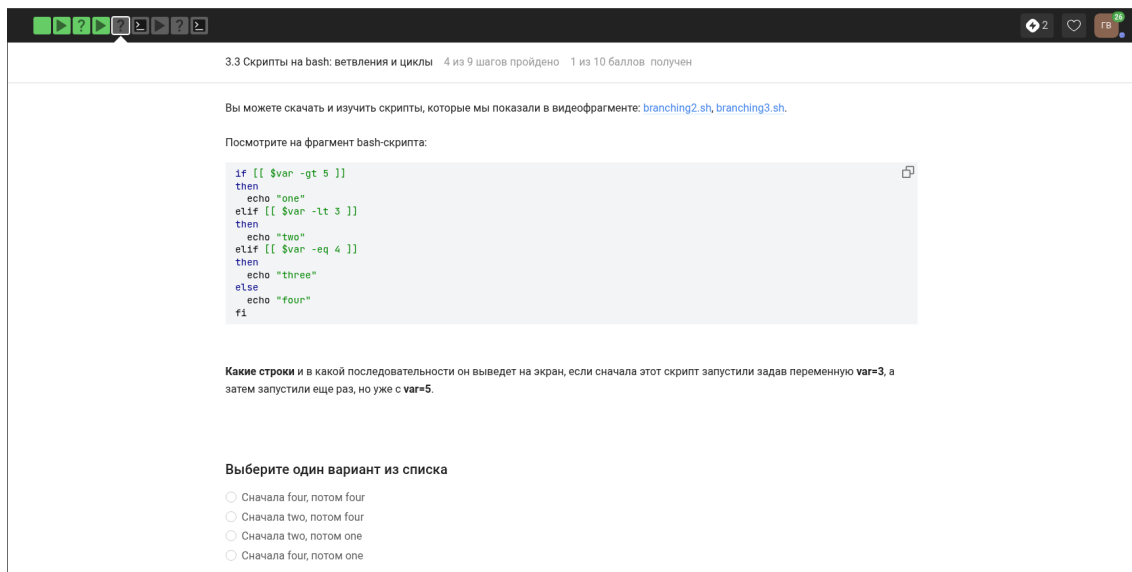 2
ГВ
26
3.3 Скрипты на bash: ветвления и циклы 4 из 9 шагов пройдено 1 из 10 баллов получен
Вы можете скачать и изучить скрипты, которые мы показали в видеофрагменте: branching2.sh, branching3.sh.
Посмотрите на фрагмент bash-скрипта:
if [[ $var -gt 5 ]]
then
  echo "one"
elif [[ $var -lt 3 ]]
then
  echo "two"
elif [[ $var -eq 4 ]]
then
  echo "three"
else
  echo "four"
fi
Какие строки и в какой последовательности он выведет на экран, если сначала этот скрипт запустили задав переменную var=3, а
затем запустили еще раз, но уже с var=5.
Выберите один вариант из списка
Сначала four, потом four
Сначала two, потом four
Сначала two, потом one
Сначала four, потом one